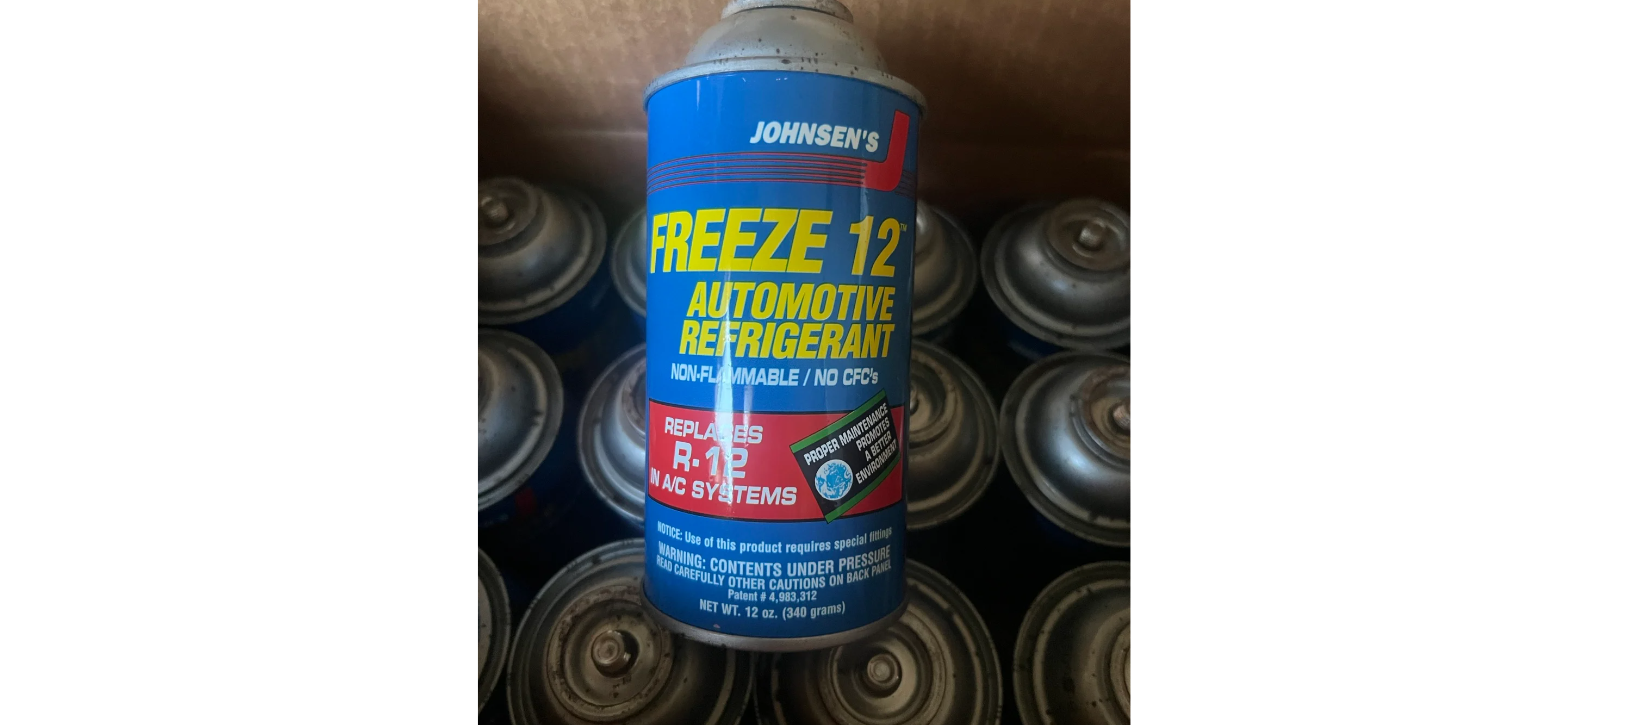 JOHNSEN'S
FREEZE 12™
AUTOMOTIVE
REFRIGERANT
NON-FLAMMABLE / NO CFC's
REPLACES
R-12
IN A/C SYSTEMS
PROPER MAINTENANCE
PROMOTES
A BETTER
ENVIRONMENT
NOTICE: Use of this product requires special fittings
WARNING: CONTENTS UNDER PRESSURE
READ CAREFULLY OTHER CAUTIONS ON BACK PANEL
Patent # 4,983,312
NET WT. 12 oz. (340 grams)